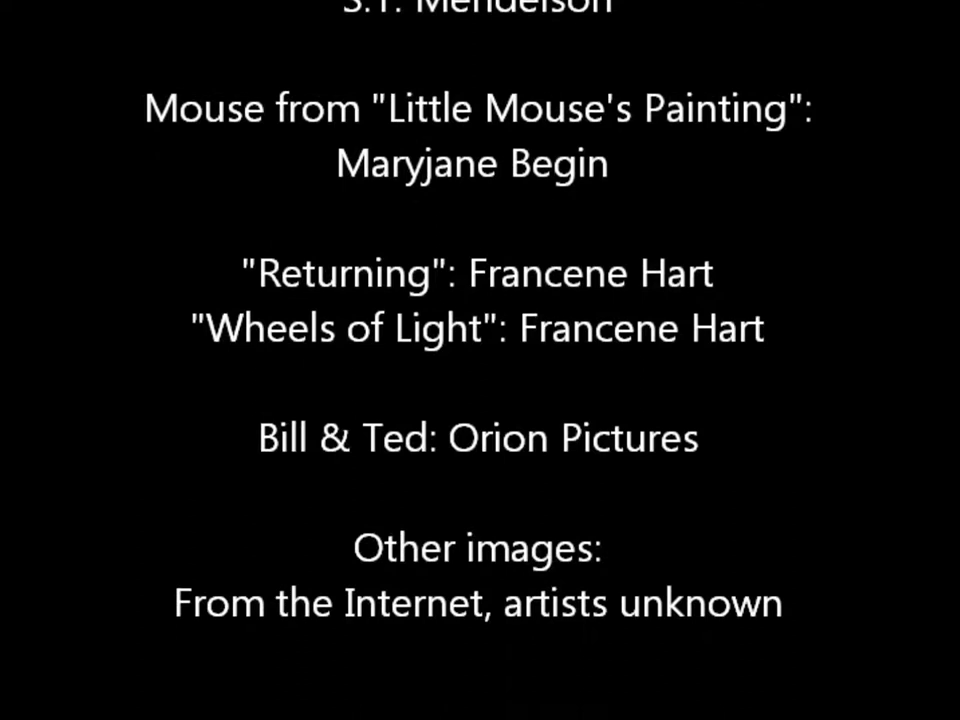 S.T. Mendelson
Mouse from "Little Mouse's Painting":
Maryjane Begin
"Returning": Francene Hart
"Wheels of Light": Francene Hart
Bill & Ted: Orion Pictures
Other images:
From the Internet, artists unknown